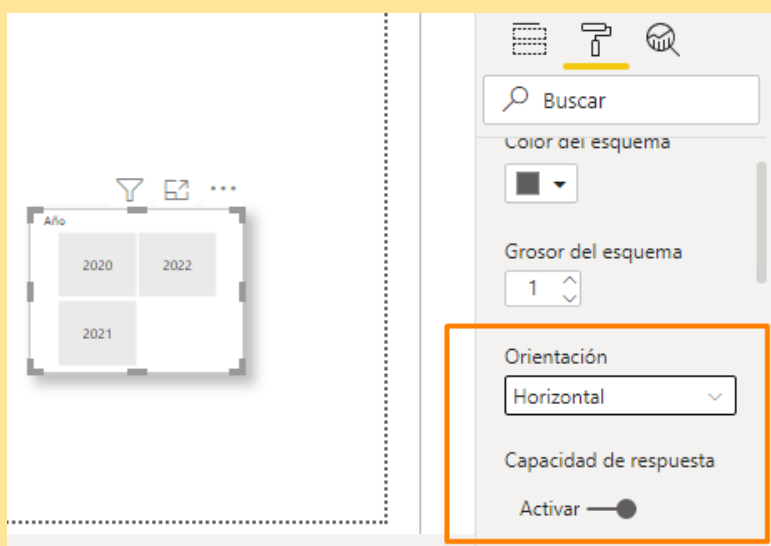 Buscar
Color del esquema
Año
2020 2022
2021
Grosor del esquema
1
Orientación
Horizontal
Capacidad de respuesta
Activar